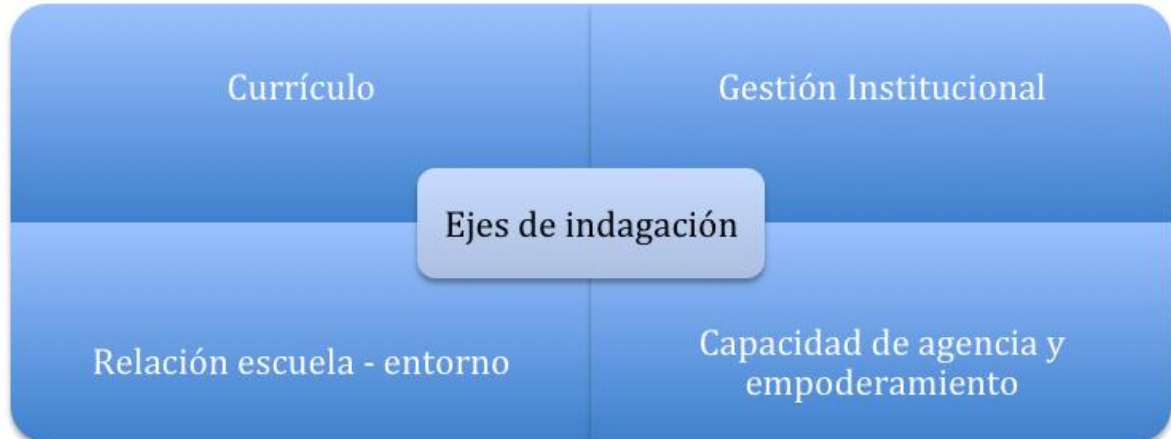 Currículo
Gestión Institucional
Ejes de indagación
Relación escuela - entorno
Capacidad de agencia y
empoderamiento